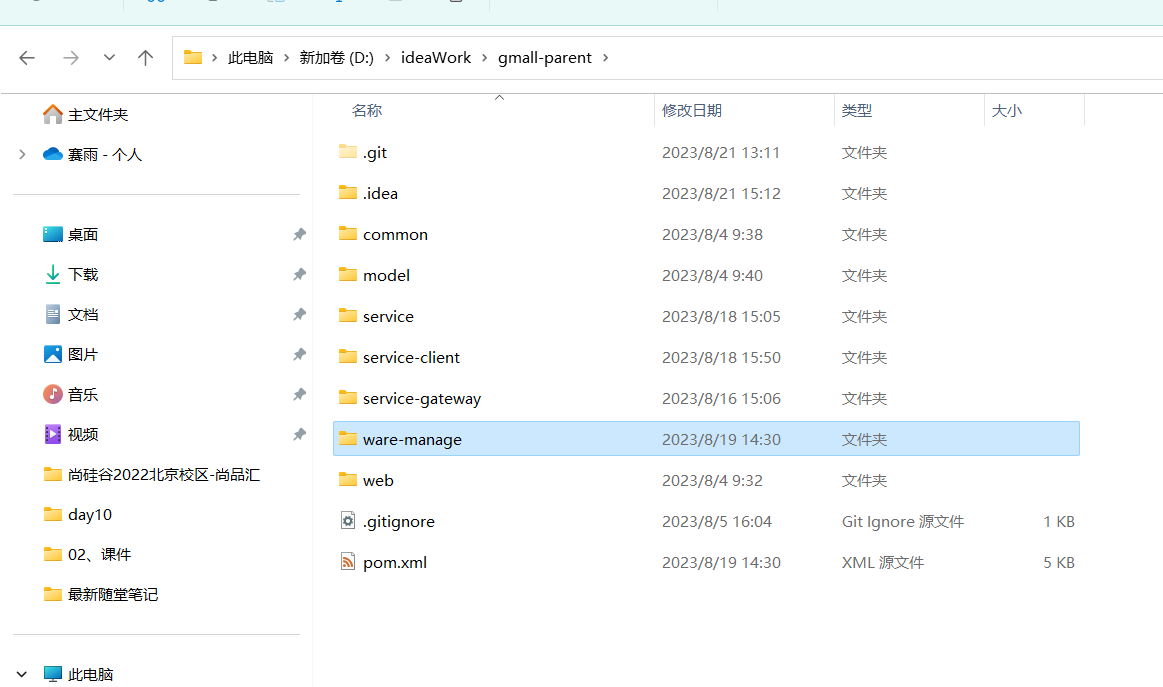 此电脑 › 新加卷 (D:) › ideaWork › gmall-parent ›
主文件夹
赛雨 - 个人
桌面
下载
文档
图片
音乐
视频
尚硅谷2022北京校区-尚品汇
day10
02、课件
最新随堂笔记
此电脑
名称 修改日期 类型 大小
.git 2023/8/21 13:11 文件夹
.idea 2023/8/21 15:12 文件夹
common 2023/8/4 9:38 文件夹
model 2023/8/4 9:40 文件夹
service 2023/8/18 15:05 文件夹
service-client 2023/8/18 15:50 文件夹
service-gateway 2023/8/16 15:06 文件夹
ware-manage 2023/8/19 14:30 文件夹
web 2023/8/4 9:32 文件夹
.gitignore 2023/8/5 16:04 Git Ignore 源文件 1 KB
pom.xml 2023/8/19 14:30 XML 源文件 5 KB